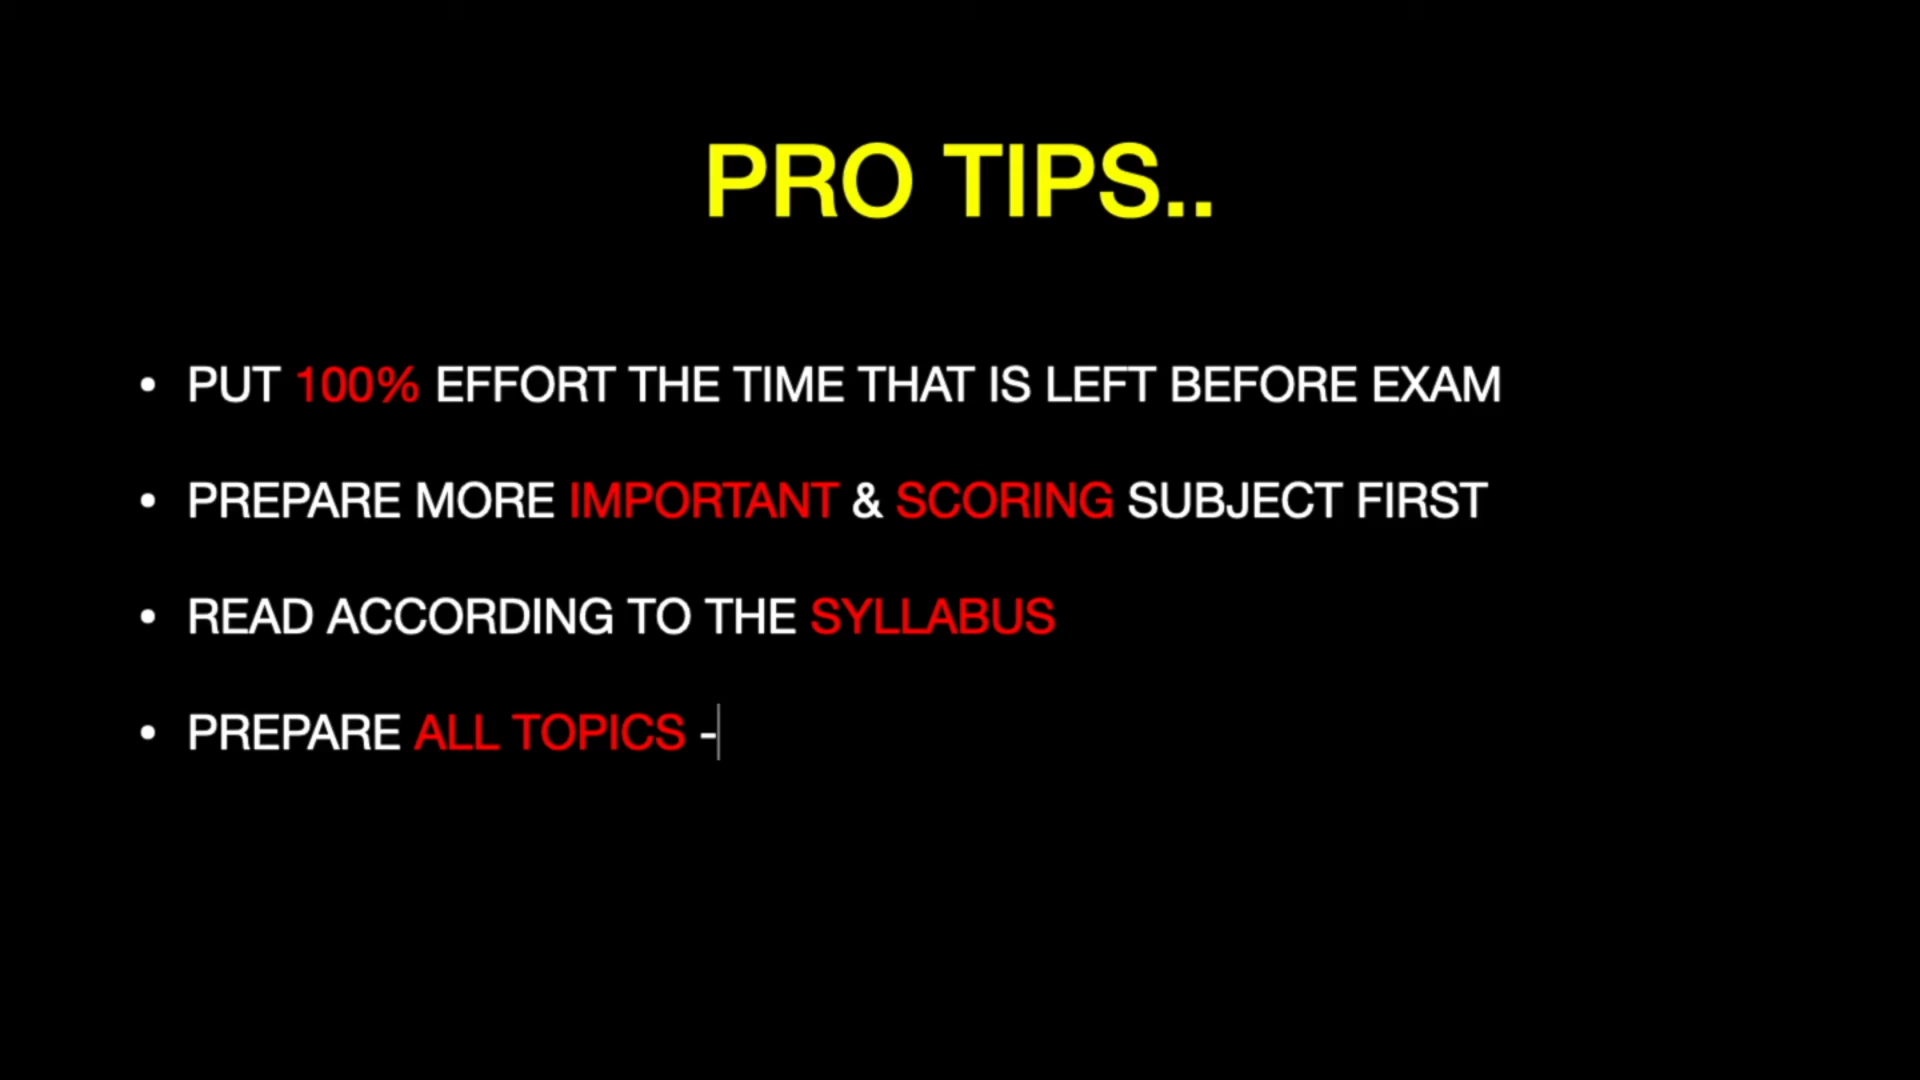 PRO TIPS..
• PUT 100% EFFORT THE TIME THAT IS LEFT BEFORE EXAM
• PREPARE MORE IMPORTANT & SCORING SUBJECT FIRST
• READ ACCORDING TO THE SYLLABUS
• PREPARE ALL TOPICS -